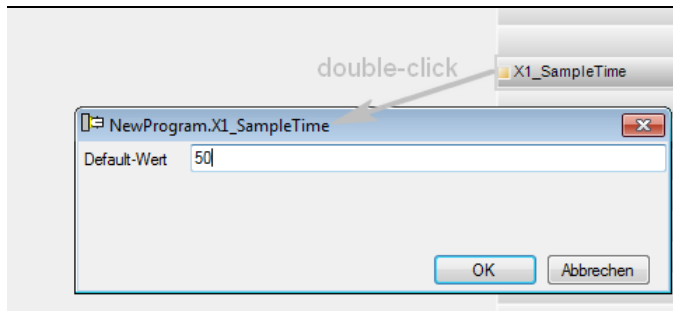 double-click
X1_SampleTime
NewProgram.X1_SampleTime
Default-Wert 50
OK Abbrechen